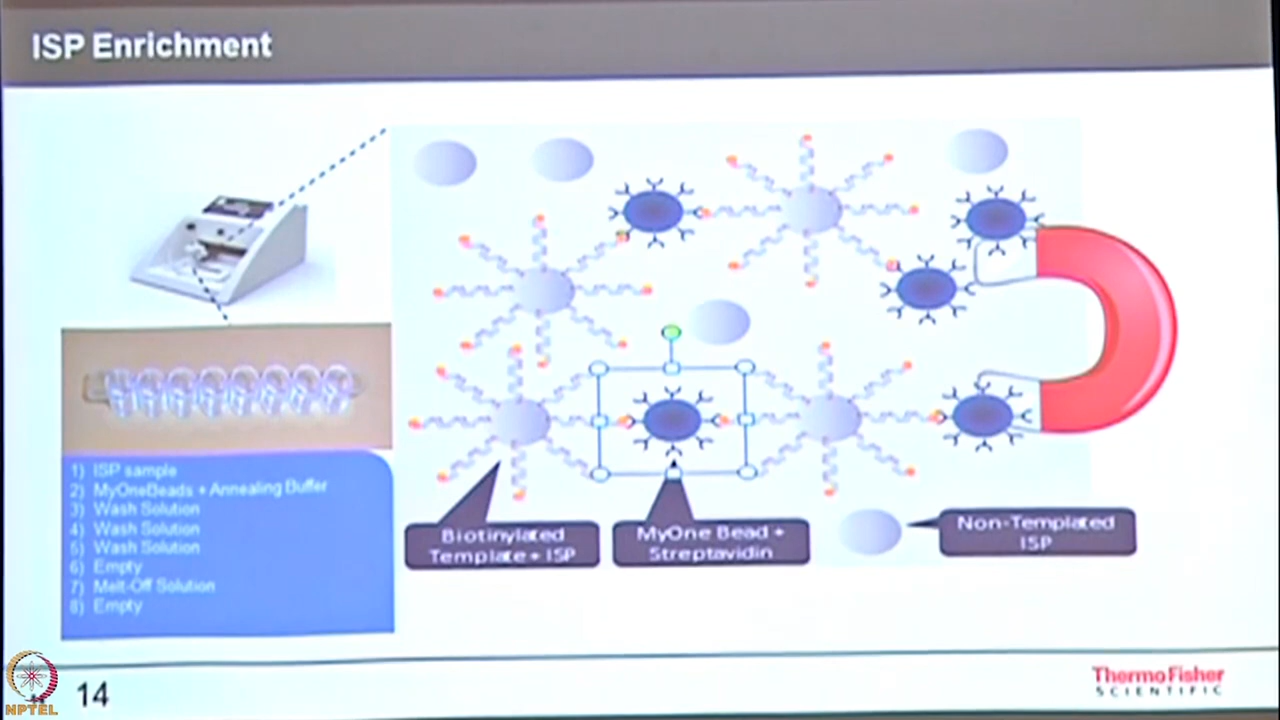 ISP Enrichment
1) ISP sample
2) MyOneBeads + Annealing Buffer
3) Wash Solution
4) Wash Solution
5) Wash Solution
6) Empty
7) Melt-Off Solution
8) Empty
Biotinylated
Template + ISP
MyOne Bead +
Streptavidin
Non-Templated
ISP
NPTEL
14
ThermoFisher
SCIENTIFIC